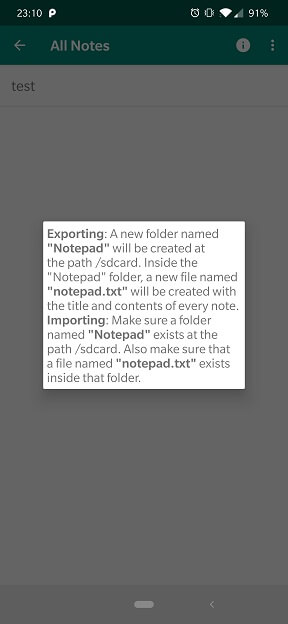 23:10 P 91%
All Notes
test
Exporting: A new folder named
"Notepad" will be created at
the path /sdcard. Inside the
"Notepad" folder, a new file named
"notepad.txt" will be created with
the title and contents of every note.
Importing: Make sure a folder
named "Notepad" exists at the
path /sdcard. Also make sure that
a file named "notepad.txt" exists
inside that folder.